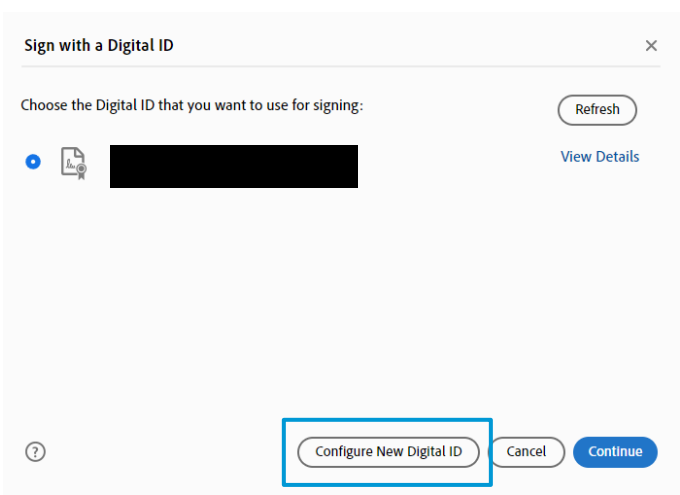 Sign with a Digital ID
Choose the Digital ID that you want to use for signing:
Refresh
View Details
Configure New Digital ID
Cancel
Continue